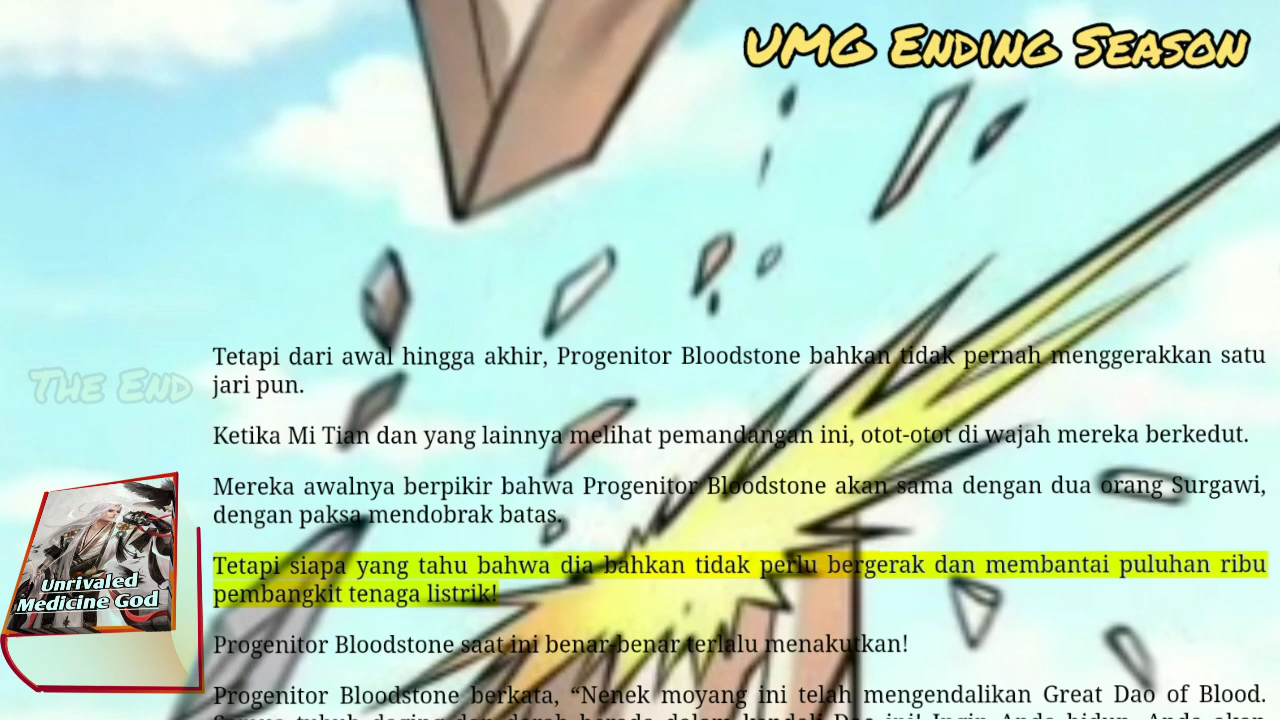 UMG Ending Season
Tetapi dari awal hingga akhir, Progenitor Bloodstone bahkan tidak pernah menggerakkan satu
jari pun.
The End
Ketika Mi Tian dan yang lainnya melihat pemandangan ini, otot-otot di wajah mereka berkedut.
Mereka awalnya berpikir bahwa Progenitor Bloodstone akan sama dengan dua orang Surgawi,
dengan paksa mendobrak batas.
Tetapi siapa yang tahu bahwa dia bahkan tidak perlu bergerak dan membantai puluhan ribu
pembangkit tenaga listrik!
Unrivaled
Medicine God
Progenitor Bloodstone saat ini benar-benar terlalu menakutkan!
Progenitor Bloodstone berkata, “Nenek moyang ini telah mengendalikan Great Dao of Blood.